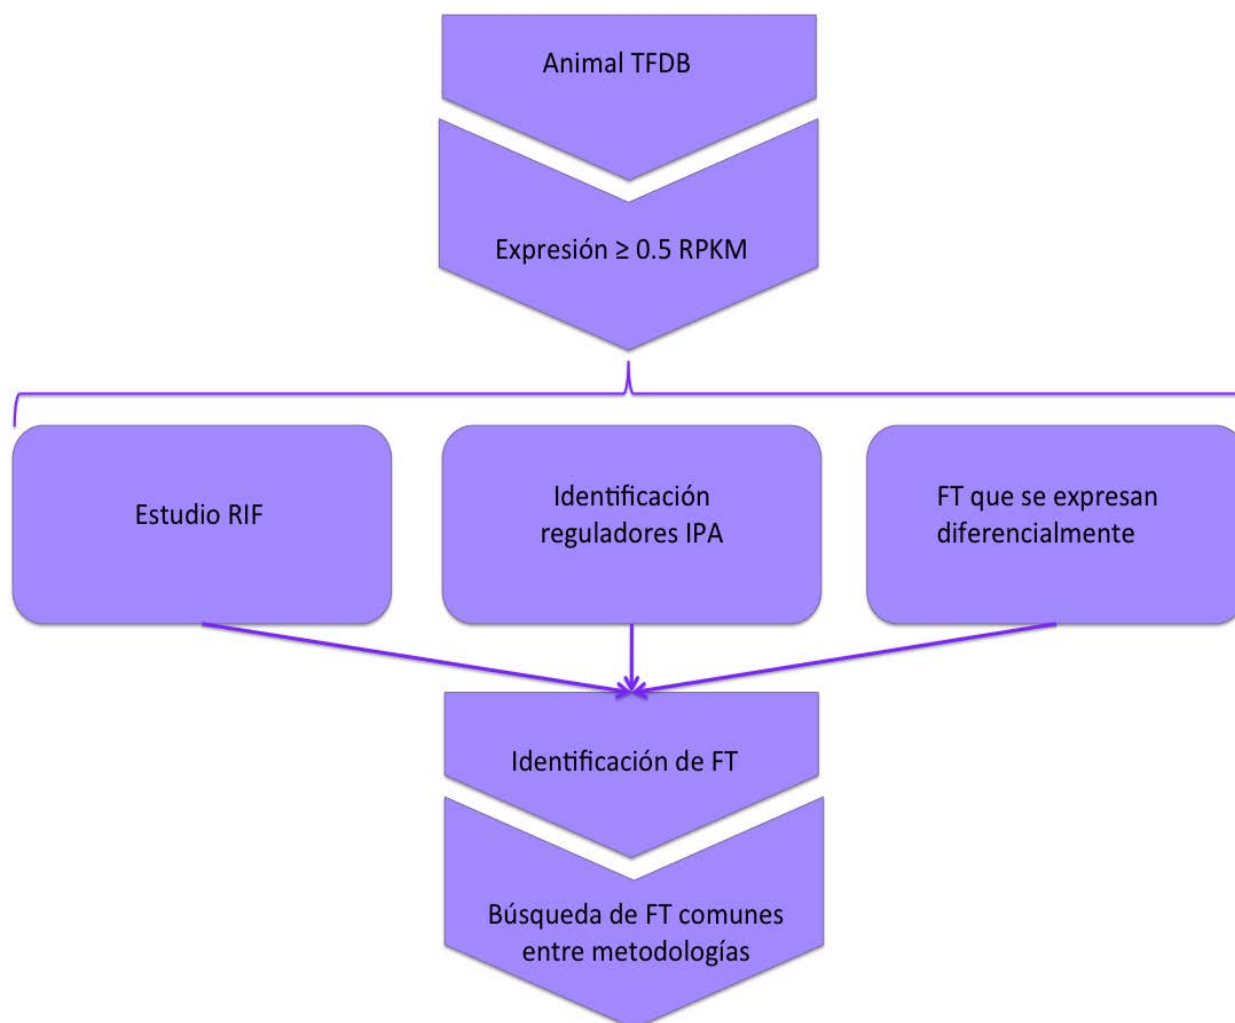 Animal TFDB
Expresión ≥ 0.5 RPKM
Estudio RIF
Identificación
reguladores IPA
FT que se expresan
diferencialmente
Identificación de FT
Búsqueda de FT comunes
entre metodologías